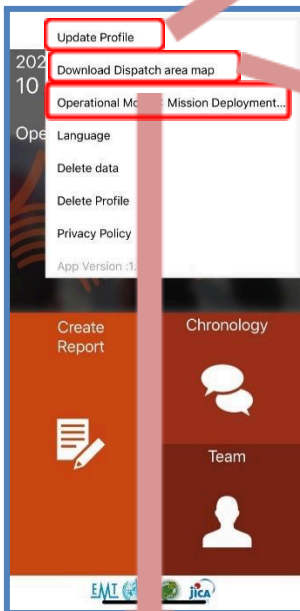 Update Profile
202
Download Dispatch area map
10
Operational Mo : Mission Deployment...
Ope
Language
Delete data
Delete Profile
Privacy Policy
App Version :1.
Create
Report
Chronology
Team
EMT
jica